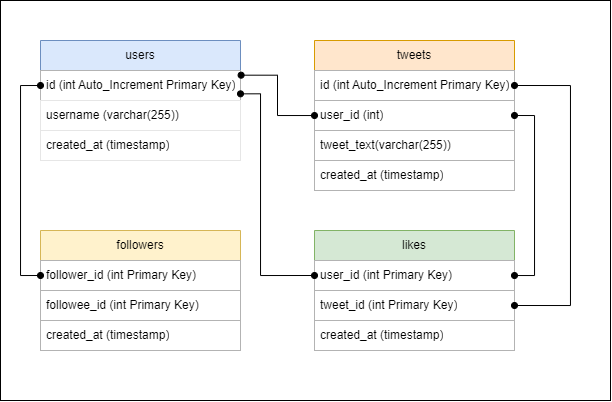 users
id (int Auto_Increment Primary Key)
username (varchar(255))
created_at (timestamp)
tweets
id (int Auto_Increment Primary Key)
user_id (int)
tweet_text(varchar(255))
created_at (timestamp)
followers
follower_id (int Primary Key)
followee_id (int Primary Key)
created_at (timestamp)
likes
user_id (int Primary Key)
tweet_id (int Primary Key)
created_at (timestamp)